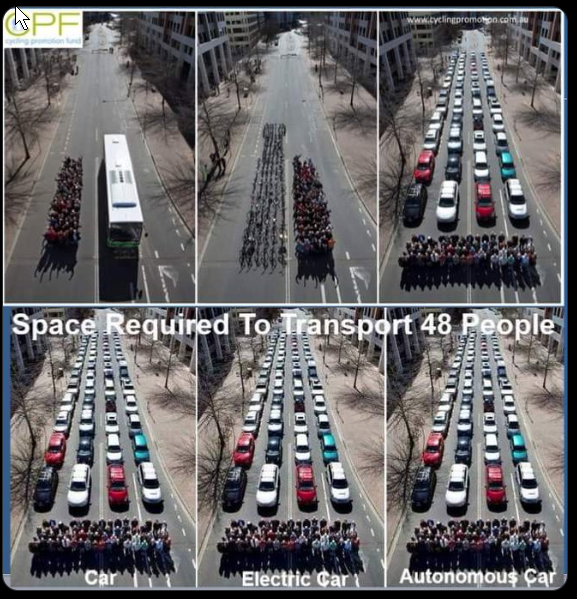 CPF
cycling promotion fund
www.cyclingpromotion.com.au
Space Required To Transport 48 People
Car
Electric Car
Autonomous Car